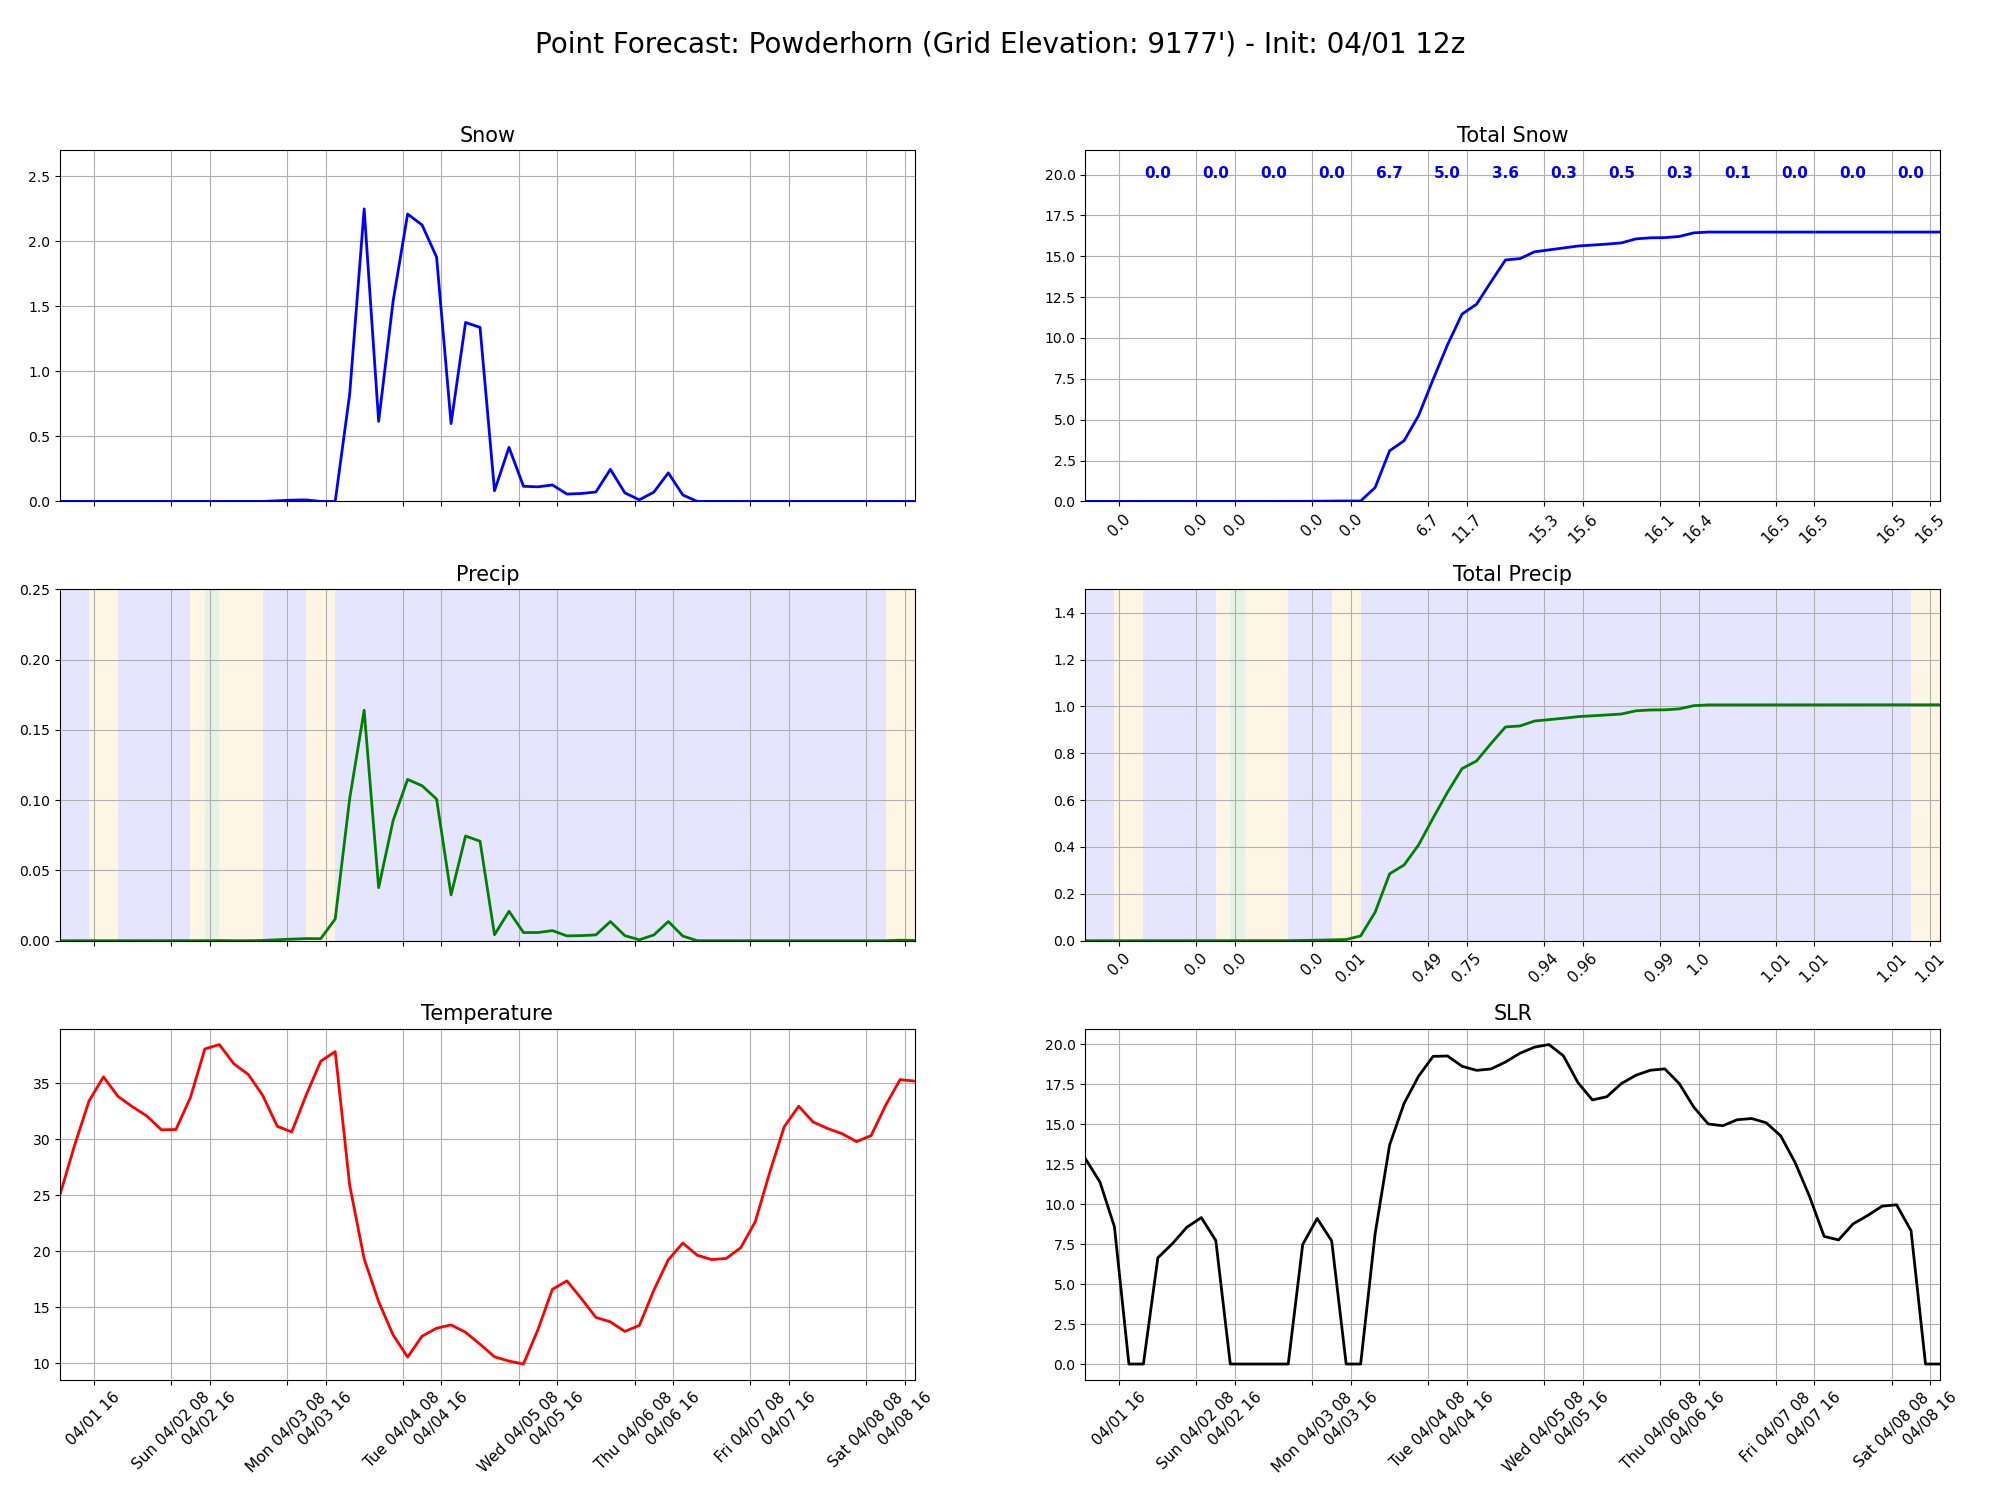 Point Forecast: Powderhorn (Grid Elevation: 9177') - Init: 04/01 12z
Snow
2.5
2.0
1.5
1.0
0.5
0.0
Total Snow
0.0 0.0 0.0 0.0 6.7 5.0 3.6 0.3 0.5 0.3 0.1 0.0 0.0 0.0
20.0
17.5
15.0
12.5
10.0
7.5
5.0
2.5
0.0
0.0 0.0 0.0 0.0 0.0 6.7 11.7 15.3 15.6 16.1 16.4 16.5 16.5 16.5 16.5
Precip
0.25
0.20
0.15
0.10
0.05
0.00
Total Precip
1.4
1.2
1.0
0.8
0.6
0.4
0.2
0.0
0.0 0.0 0.0 0.0 0.01 0.49 0.75 0.94 0.96 0.99 1.0 1.01 1.01 1.01 1.01
Temperature
35
30
25
20
15
10
04/01 16
Sun 04/02 08
04/02 16
Mon 04/03 08
04/03 16
Tue 04/04 08
04/04 16
Wed 04/05 08
04/05 16
Thu 04/06 08
04/06 16
Fri 04/07 08
04/07 16
Sat 04/08 08
04/08 16
SLR
20.0
17.5
15.0
12.5
10.0
7.5
5.0
2.5
0.0
04/01 16
Sun 04/02 08
04/02 16
Mon 04/03 08
04/03 16
Tue 04/04 08
04/04 16
Wed 04/05 08
04/05 16
Thu 04/06 08
04/06 16
Fri 04/07 08
04/07 16
Sat 04/08 08
04/08 16